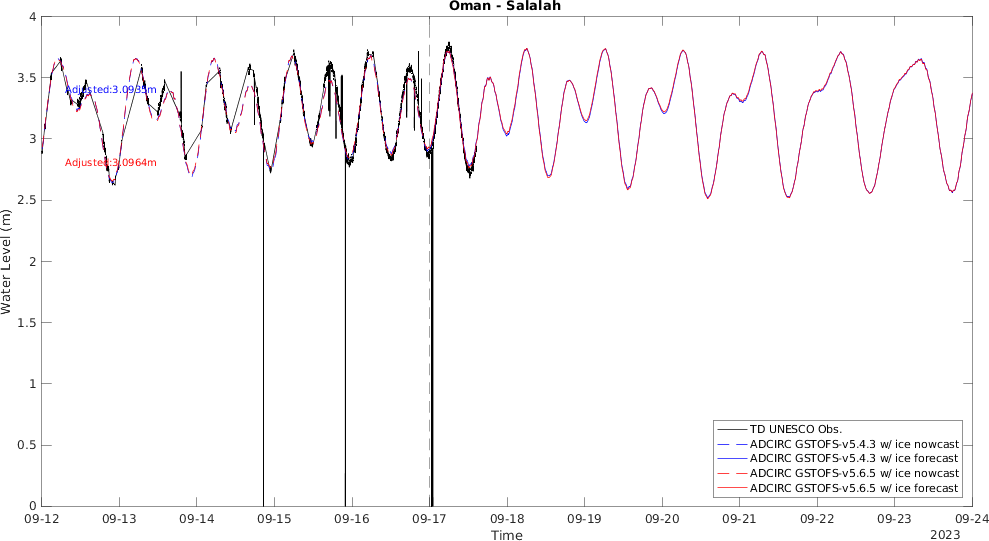 Oman - Salalah
4
3.5
3
2.5
2
1.5
1
0.5
0
Water Level (m)
Adjusted:3.0935m
Adjusted:3.0964m
TD UNESCO Obs.
ADCIRC GSTOFS-v5.4.3 w/ ice nowcast
ADCIRC GSTOFS-v5.4.3 w/ ice forecast
ADCIRC GSTOFS-v5.6.5 w/ ice nowcast
ADCIRC GSTOFS-v5.6.5 w/ ice forecast
09-12 09-13 09-14 09-15 09-16 09-17 09-18 09-19 09-20 09-21 09-22 09-23 09-24
Time
2023